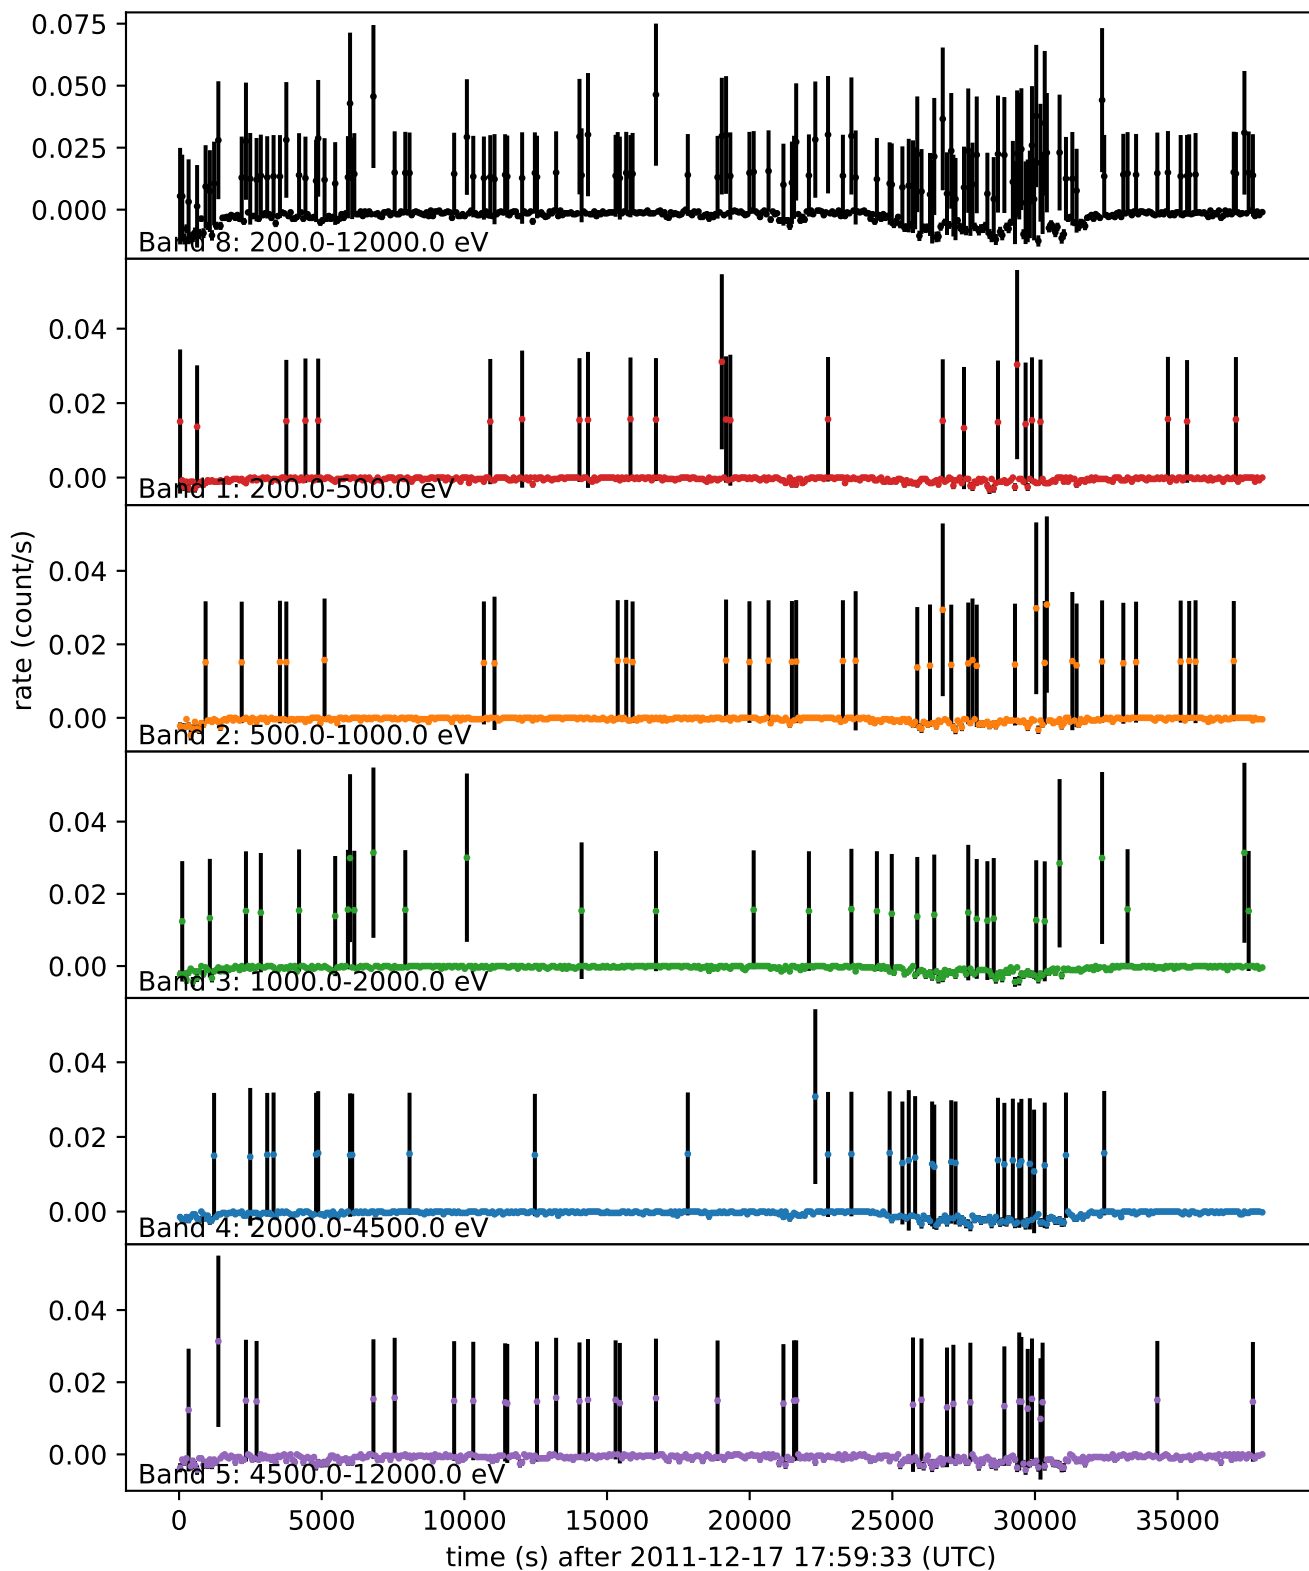 0.075
0.050
0.025
0.000
Band 8: 200.0-12000.0 eV
0.04
0.02
0.00
Band 1: 200.0-500.0 eV
0.04
0.02
0.00
Band 2: 500.0-1000.0 eV
rate (count/s)
0.04
0.02
0.00
Band 3: 1000.0-2000.0 eV
0.04
0.02
0.00
Band 4: 2000.0-4500.0 eV
0.04
0.02
0.00
Band 5: 4500.0-12000.0 eV
0 5000 10000 15000 20000 25000 30000 35000
time (s) after 2011-12-17 17:59:33 (UTC)